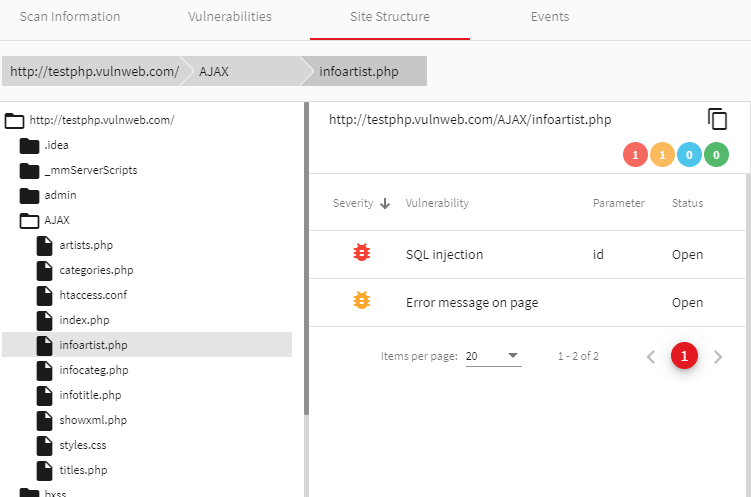 Scan Information Vulnerabilities Site Structure Events
http://testphp.vulnweb.com/ AJAX infoartist.php
http://testphp.vulnweb.com/
.idea
_mmServerScripts
admin
AJAX
artists.php
categories.php
htaccess.conf
index.php
infoartist.php
infocateg.php
infotitle.php
showxml.php
styles.css
titles.php
bxss
http://testphp.vulnweb.com/AJAX/infoartist.php
1 1 0 0
Severity Vulnerability Parameter Status
SQL injection id Open
Error message on page Open
Items per page: 20 1 - 2 of 2 1